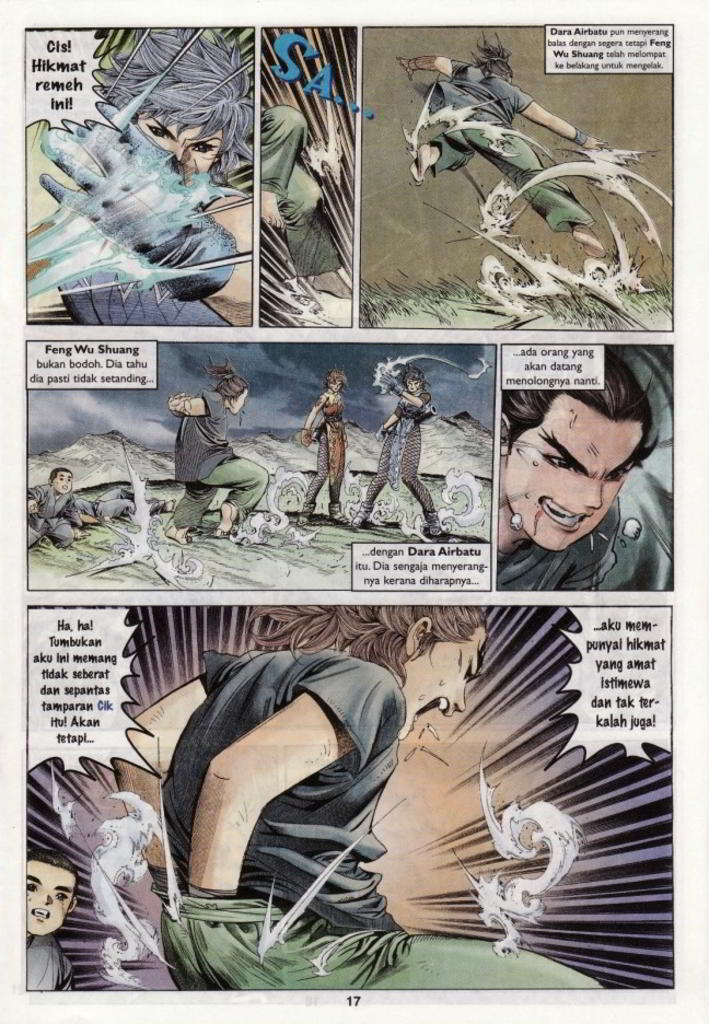 Cis!
Hikmat
remeh
ini!
SA...
Dara Airbatu pun menyerang
balas dengan segera tetapi Feng
Wu Shuang telah melompat
ke belakang untuk mengelak.
Feng Wu Shuang
bukan bodoh. Dia tahu
dia pasti tidak setanding...
...dengan Dara Airbatu
itu. Dia sengaja menyerang-
nya kerana diharapnya...
...ada orang yang
akan datang
menolongnya nanti.
Ha, ha!
Tumbukan
aku ini memang
tidak seberat
dan sepantas
tamparan Cik
itu! Akan
tetapi...
...aku mem-
punyai hikmat
yang amat
istimewa
dan tak ter-
kalah juga!
17